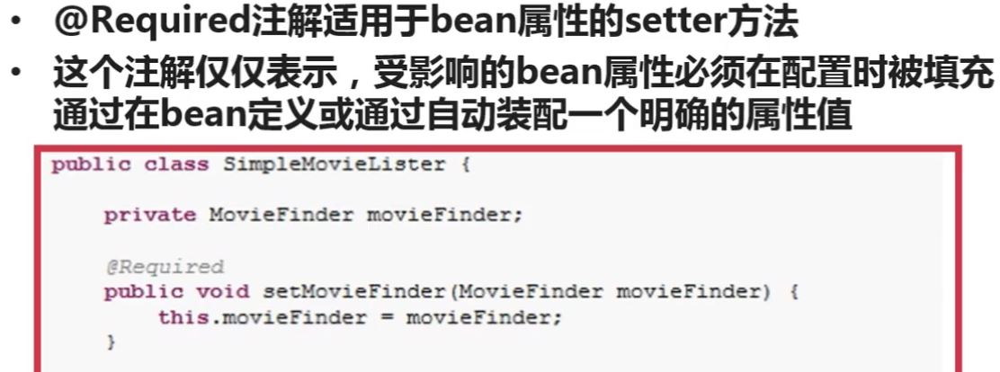 • @Required注解适用于bean属性的setter方法
• 这个注解仅仅表示，受影响的bean属性必须在配置时被填充
通过在bean定义或通过自动装配一个明确的属性值
public class SimpleMovieLister {
private MovieFinder movieFinder;
@Required
public void setMovieFinder(MovieFinder movieFinder) {
this.movieFinder = movieFinder;
}